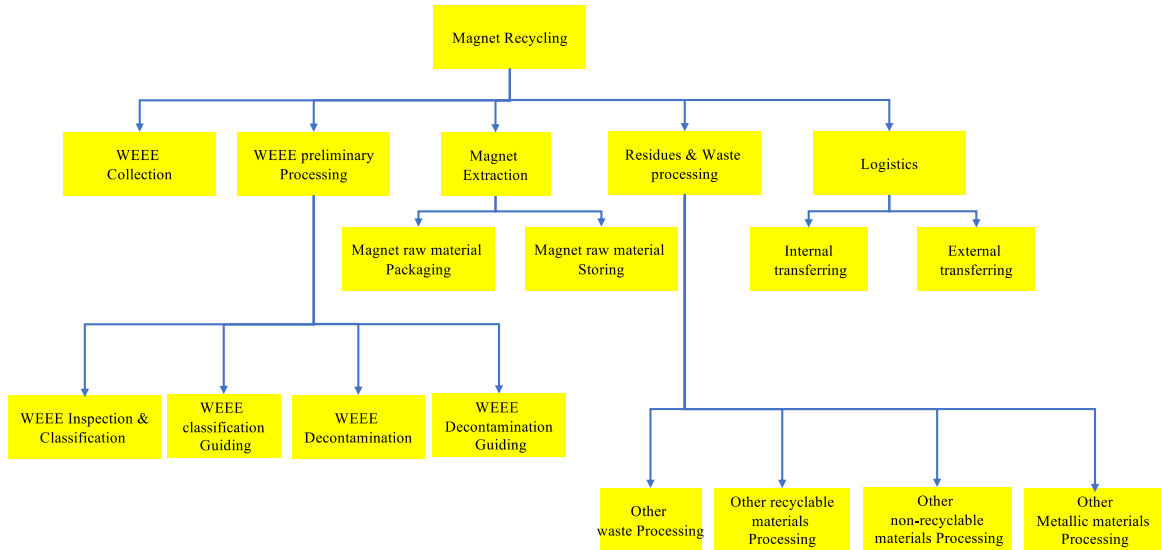 Magnet Recycling
WEEE
Collection
WEEE preliminary
Processing
Magnet
Extraction
Residues & Waste
processing
Logistics
Magnet raw material
Packaging
Magnet raw material
Storing
Internal
transferring
External
transferring
WEEE Inspection &
Classification
WEEE
classification
Guiding
WEEE
Decontamination
WEEE
Decontamination
Guiding
Other
waste Processing
Other recyclable
materials
Processing
Other
non-recyclable
materials Processing
Other
Metallic materials
Processing